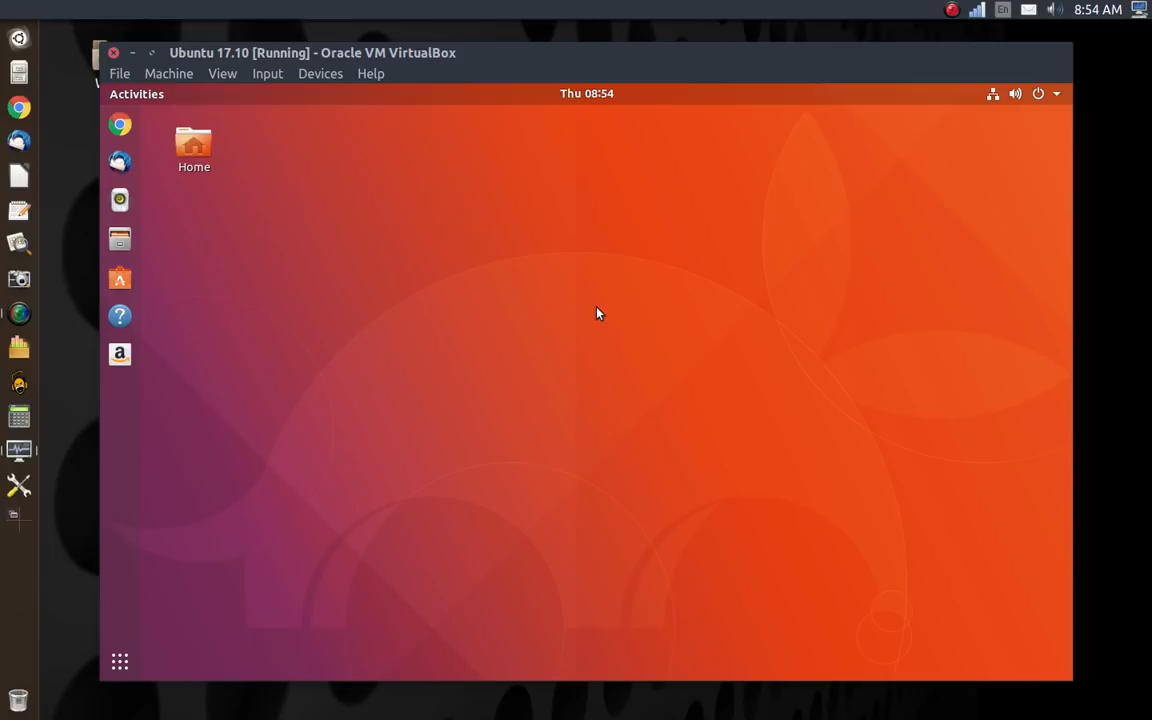 En
8:54 AM
Ubuntu 17.10 [Running] - Oracle VM VirtualBox
File Machine View Input Devices Help
Activities
Thu 08:54
Home